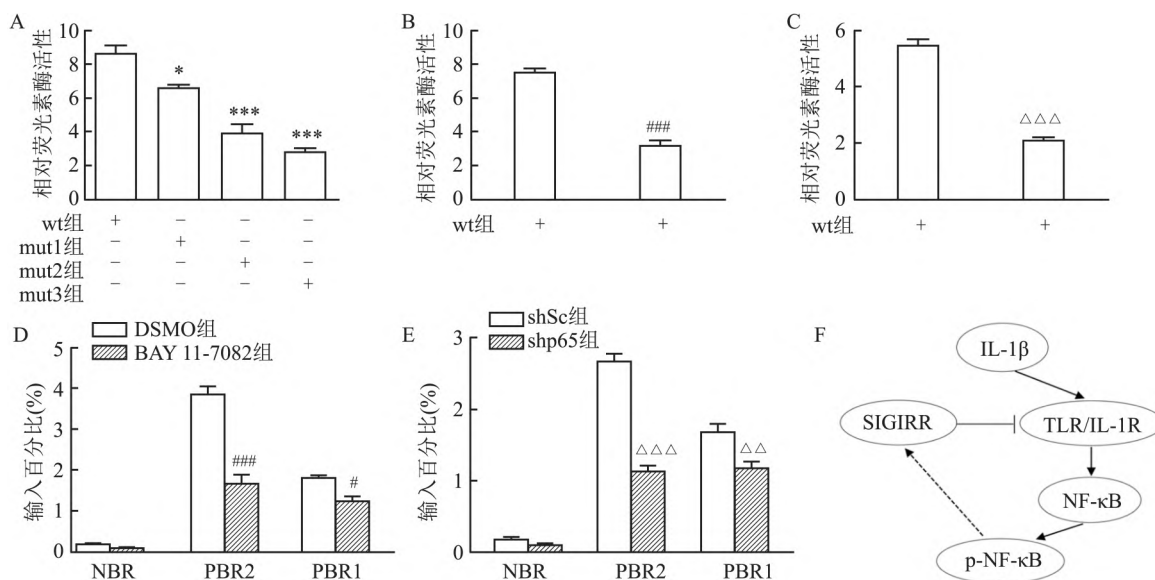 A
相对荧光素酶活性
10
8
6
4
2
0
*
***
***
wt组 + − − −
mut1组 − + − −
mut2组 − − + −
mut3组 − − − +
B
相对荧光素酶活性
10
8
6
4
2
0
###
wt组 + +
C
相对荧光素酶活性
6
4
2
0
△△△
wt组 + +
D
DSMO组
BAY 11-7082组
输入百分比(%)
5
4
3
2
1
0
###
#
NBR PBR2 PBR1
E
shSc组
shp65组
输入百分比(%)
3
2
1
0
△△△
△△
NBR PBR2 PBR1
F
IL-1β
SIGIRR
TLR/IL-1R
NF-κB
p-NF-κB